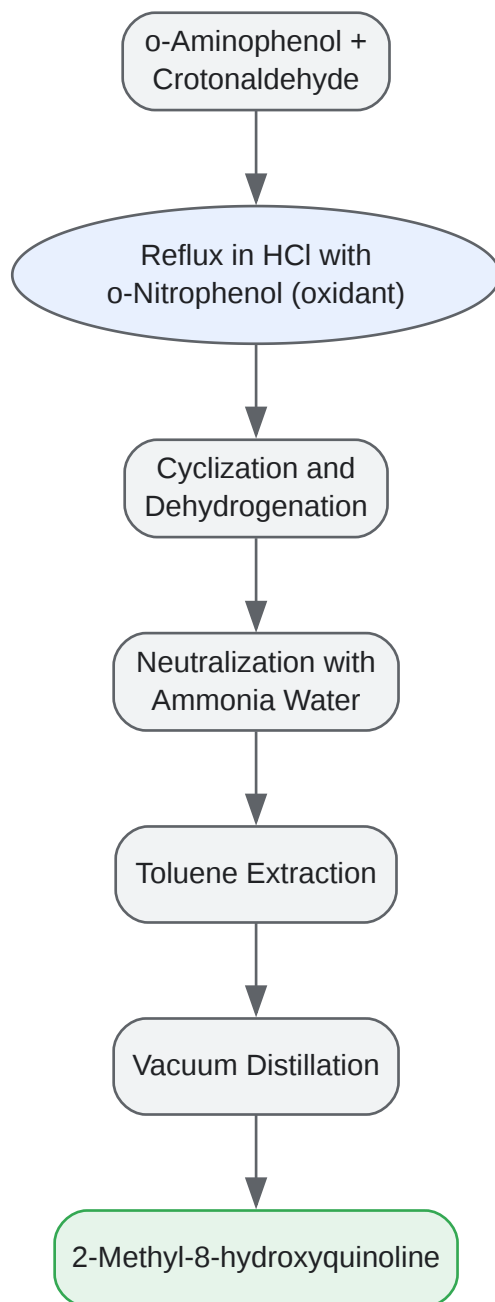 o-Aminophenol +
Crotonaldehyde
Reflux in HCl with
o-Nitrophenol (oxidant)
Cyclization and
Dehydrogenation
Neutralization with
Ammonia Water
Toluene Extraction
Vacuum Distillation
2-Methyl-8-hydroxyquinoline